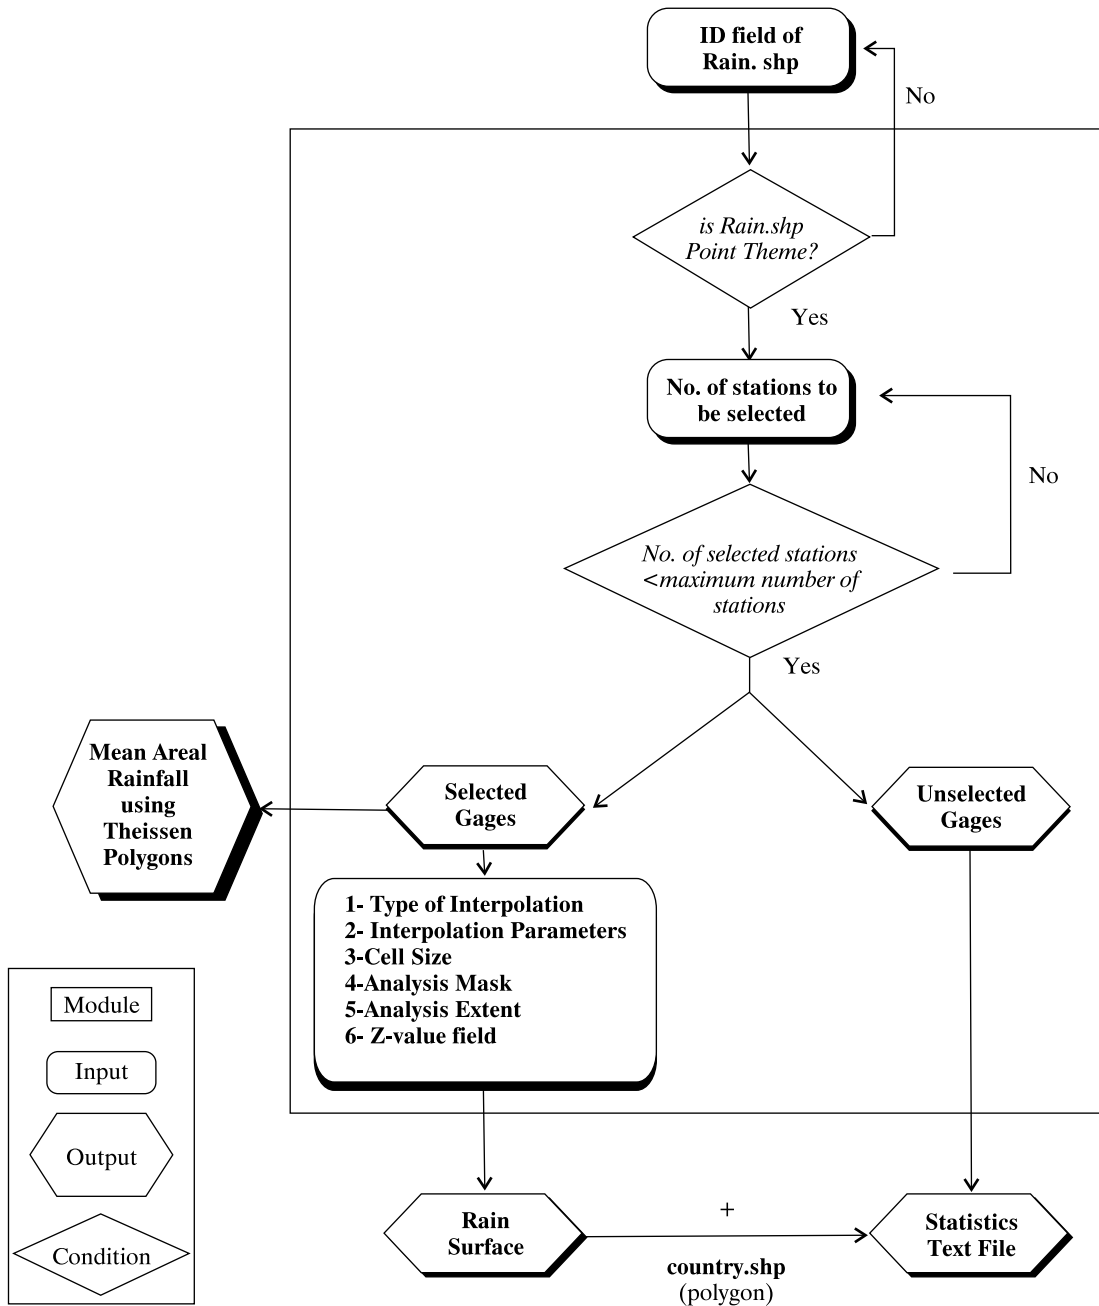 ID field of
Rain. shp
No
is Rain.shp
Point Theme?
Yes
No. of stations to
be selected
No
No. of selected stations
<maximum number of
stations
Yes
Mean Areal
Rainfall
using
Theissen
Polygons
Selected
Gages
Unselected
Gages
1- Type of Interpolation
2- Interpolation Parameters
3-Cell Size
4-Analysis Mask
5-Analysis Extent
6- Z-value field
Module
Input
Output
Condition
Rain
Surface
+
country.shp
(polygon)
Statistics
Text File